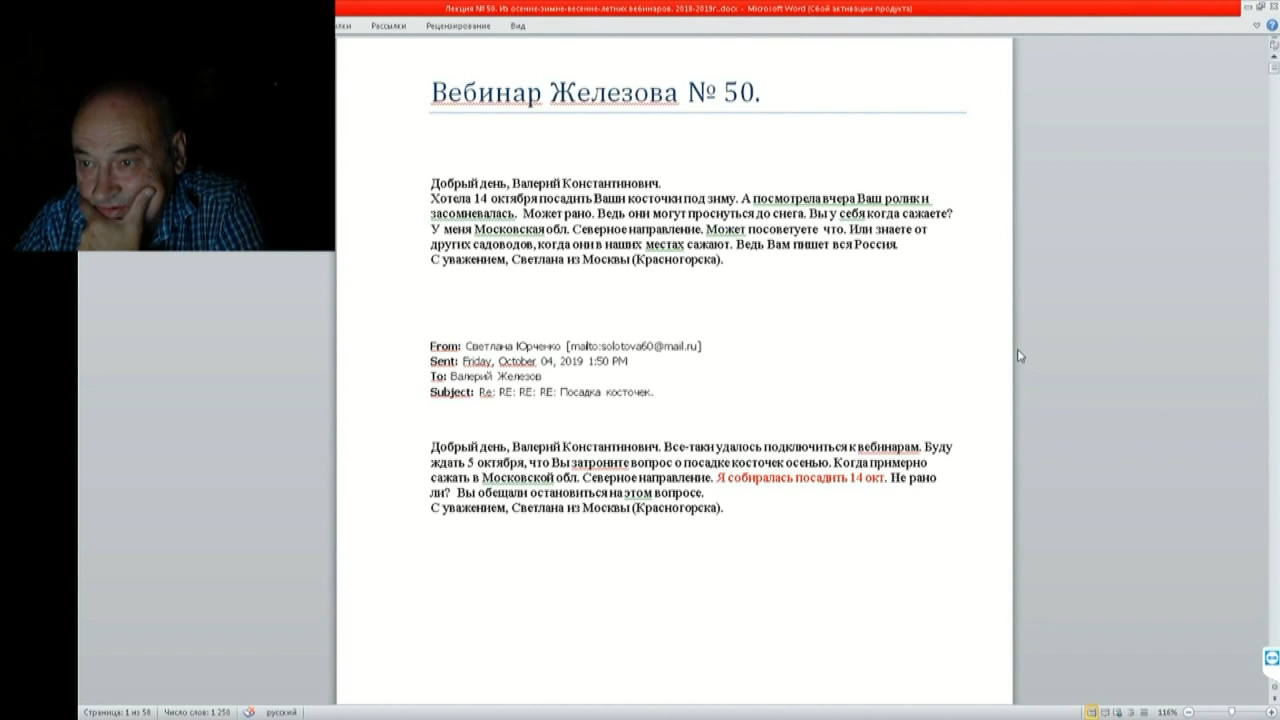 Лекция № 50. Из осенне-зимне-весенне-летних вебинаров. 2018-2019г..docx - Microsoft Word (Сбой активации продукта)
лки Рассылки Рецензирование Вид
Вебинар Железова № 50.
Добрый день, Валерий Константинович.
Хотела 14 октября посадить Ваши косточки под зиму. А посмотрела вчера Ваш ролик и
засомневалась. Может рано. Ведь они могут проснуться до снега. Вы у себя когда сажаете?
У меня Московская обл. Северное направление. Может посоветуете что. Или знаете от
других садоводов, когда они в наших местах сажают. Ведь Вам пишет вся Россия.
С уважением, Светлана из Москвы (Красногорска).
From: Светлана Юрченко [mailto:solotova60@mail.ru]
Sent: Friday, October 04, 2019 1:50 PM
To: Валерий Железов
Subject: Re: RE: RE: RE: Посадка косточек.
Добрый день, Валерий Константинович. Все-таки удалось подключиться к вебинарам. Буду
ждать 5 октября, что Вы затроните вопрос о посадке косточек осенью. Когда примерно
сажать в Московской обл. Северное направление. Я собиралась посадить 14 окт. Не рано
ли? Вы обещали остановиться на этом вопросе.
С уважением, Светлана из Москвы (Красногорска).
Страница: 1 из 58 Число слов: 1 250 русский 116%